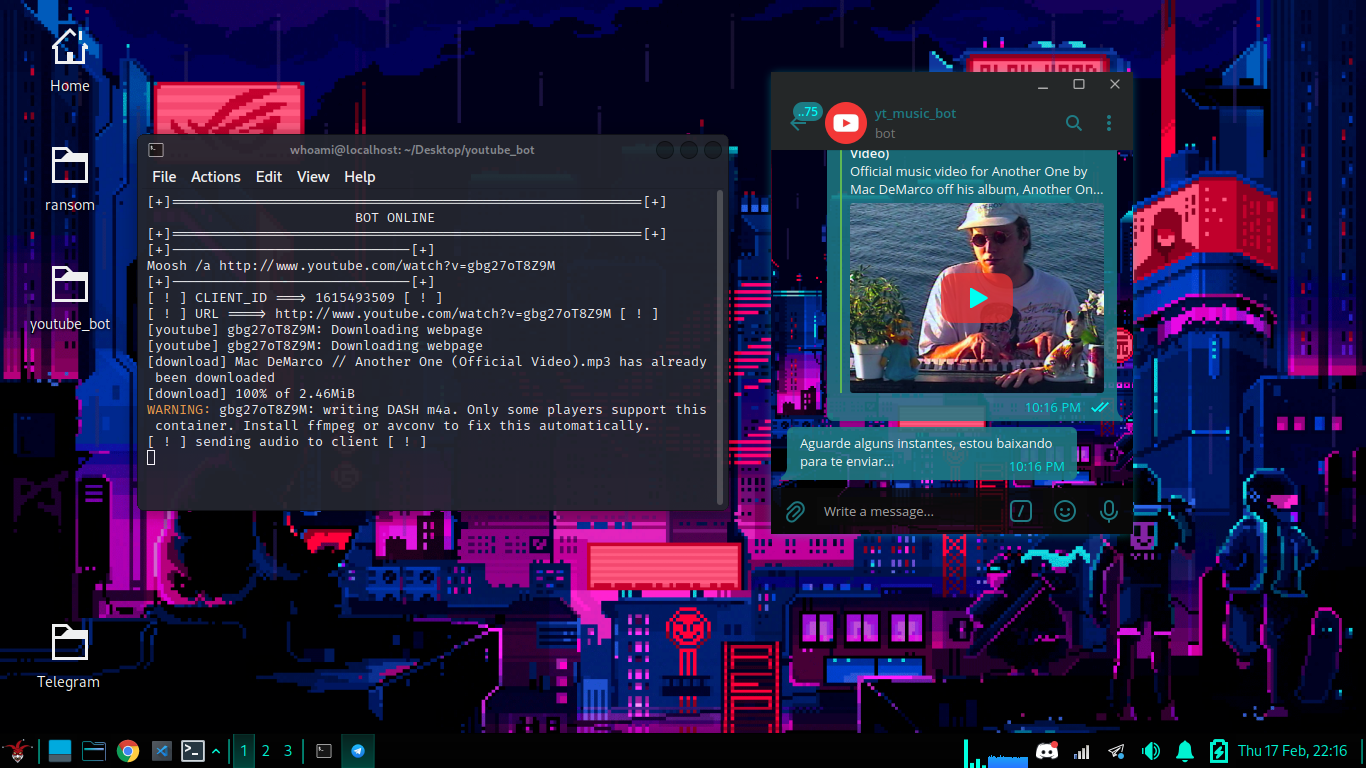 Home
ransom
youtube_bot
Telegram
whoami@localhost: ~/Desktop/youtube_bot
File Actions Edit View Help
[+]═══════════════════════════════════════════════════════════[+]
BOT ONLINE
[+]═══════════════════════════════════════════════════════════[+]
[+]──────────────────────────────[+]
Moosh /a http://www.youtube.com/watch?v=gbg27oT8Z9M
[+]──────────────────────────────[+]
[ ! ] CLIENT_ID ═══> 1615493509 [ ! ]
[ ! ] URL ════> http://www.youtube.com/watch?v=gbg27oT8Z9M [ ! ]
[youtube] gbg27oT8Z9M: Downloading webpage
[youtube] gbg27oT8Z9M: Downloading webpage
[download] Mac DeMarco // Another One (Official Video).mp3 has already
been downloaded
[download] 100% of 2.46MiB
WARNING: gbg27oT8Z9M: writing DASH m4a. Only some players support this
container. Install ffmpeg or avconv to fix this automatically.
[ ! ] sending audio to client [ ! ]
..75
yt_music_bot
bot
Video)
Official music video for Another One by
Mac DeMarco off his album, Another On...
10:16 PM
Aguarde alguns instantes, estou baixando
para te enviar...
10:16 PM
Write a message...
1 2 3
Thu 17 Feb, 22:16